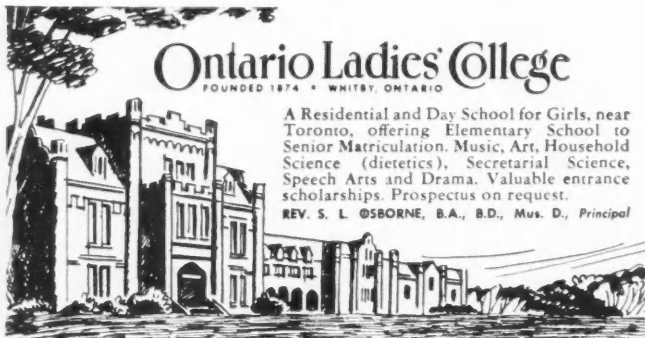 Ontario Ladies' College
FOUNDED 1874 • WHITBY, ONTARIO
A Residential and Day School for Girls, near
Toronto, offering Elementary School to
Senior Matriculation. Music, Art, Household
Science (dietetics), Secretarial Science,
Speech Arts and Drama. Valuable entrance
scholarships. Prospectus on request.
REV. S. L. OSBORNE, B.A., B.D., Mus. D., Principal